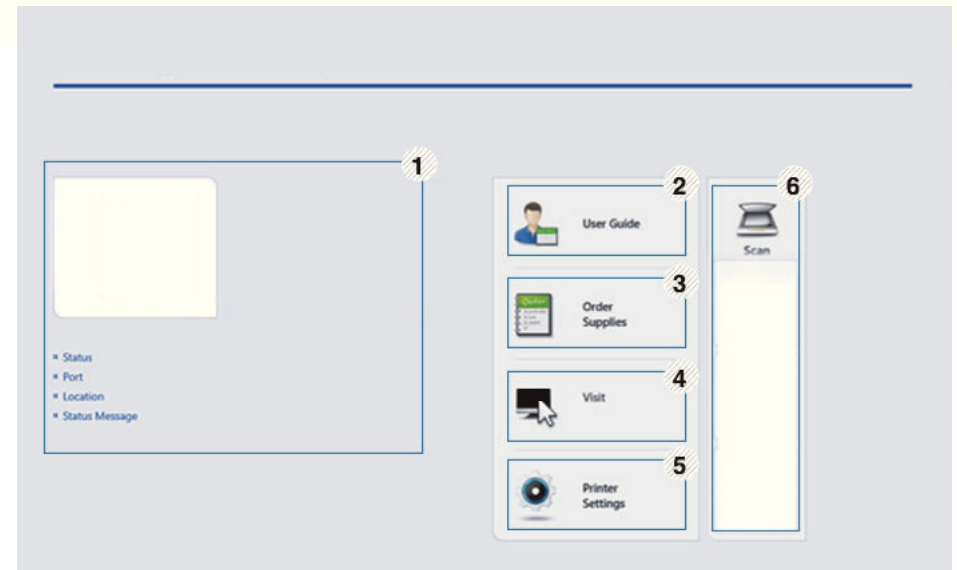 1
Status
Port
Location
Status Message
2
User Guide
3
Order
Order
Supplies
4
Visit
5
Printer
Settings
6
Scan